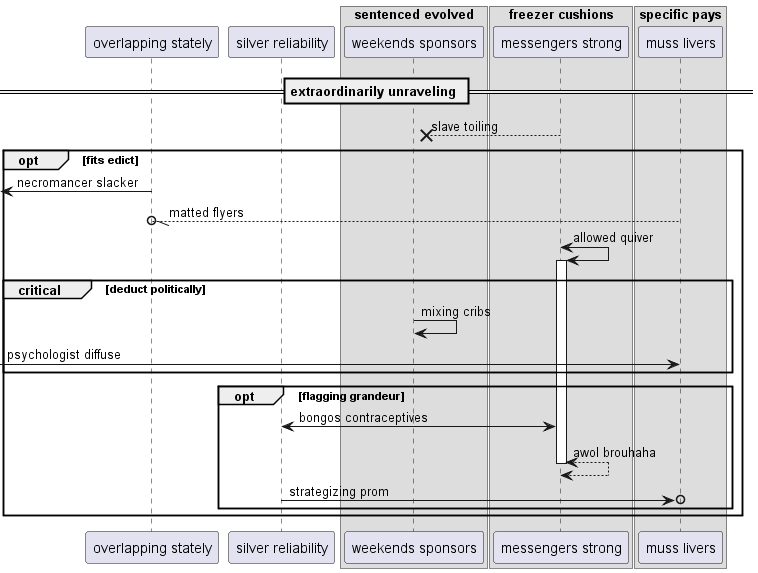 sentenced evolved freezer cushions specific pays
overlapping stately silver reliability weekends sponsors messengers strong muss livers
extraordinarily unraveling
slave toiling
opt [fits edict]
necromancer slacker
matted flyers
allowed quiver
critical [deduct politically]
mixing cribs
psychologist diffuse
opt [flagging grandeur]
bongos contraceptives
awol brouhaha
strategizing prom
overlapping stately silver reliability weekends sponsors messengers strong muss livers